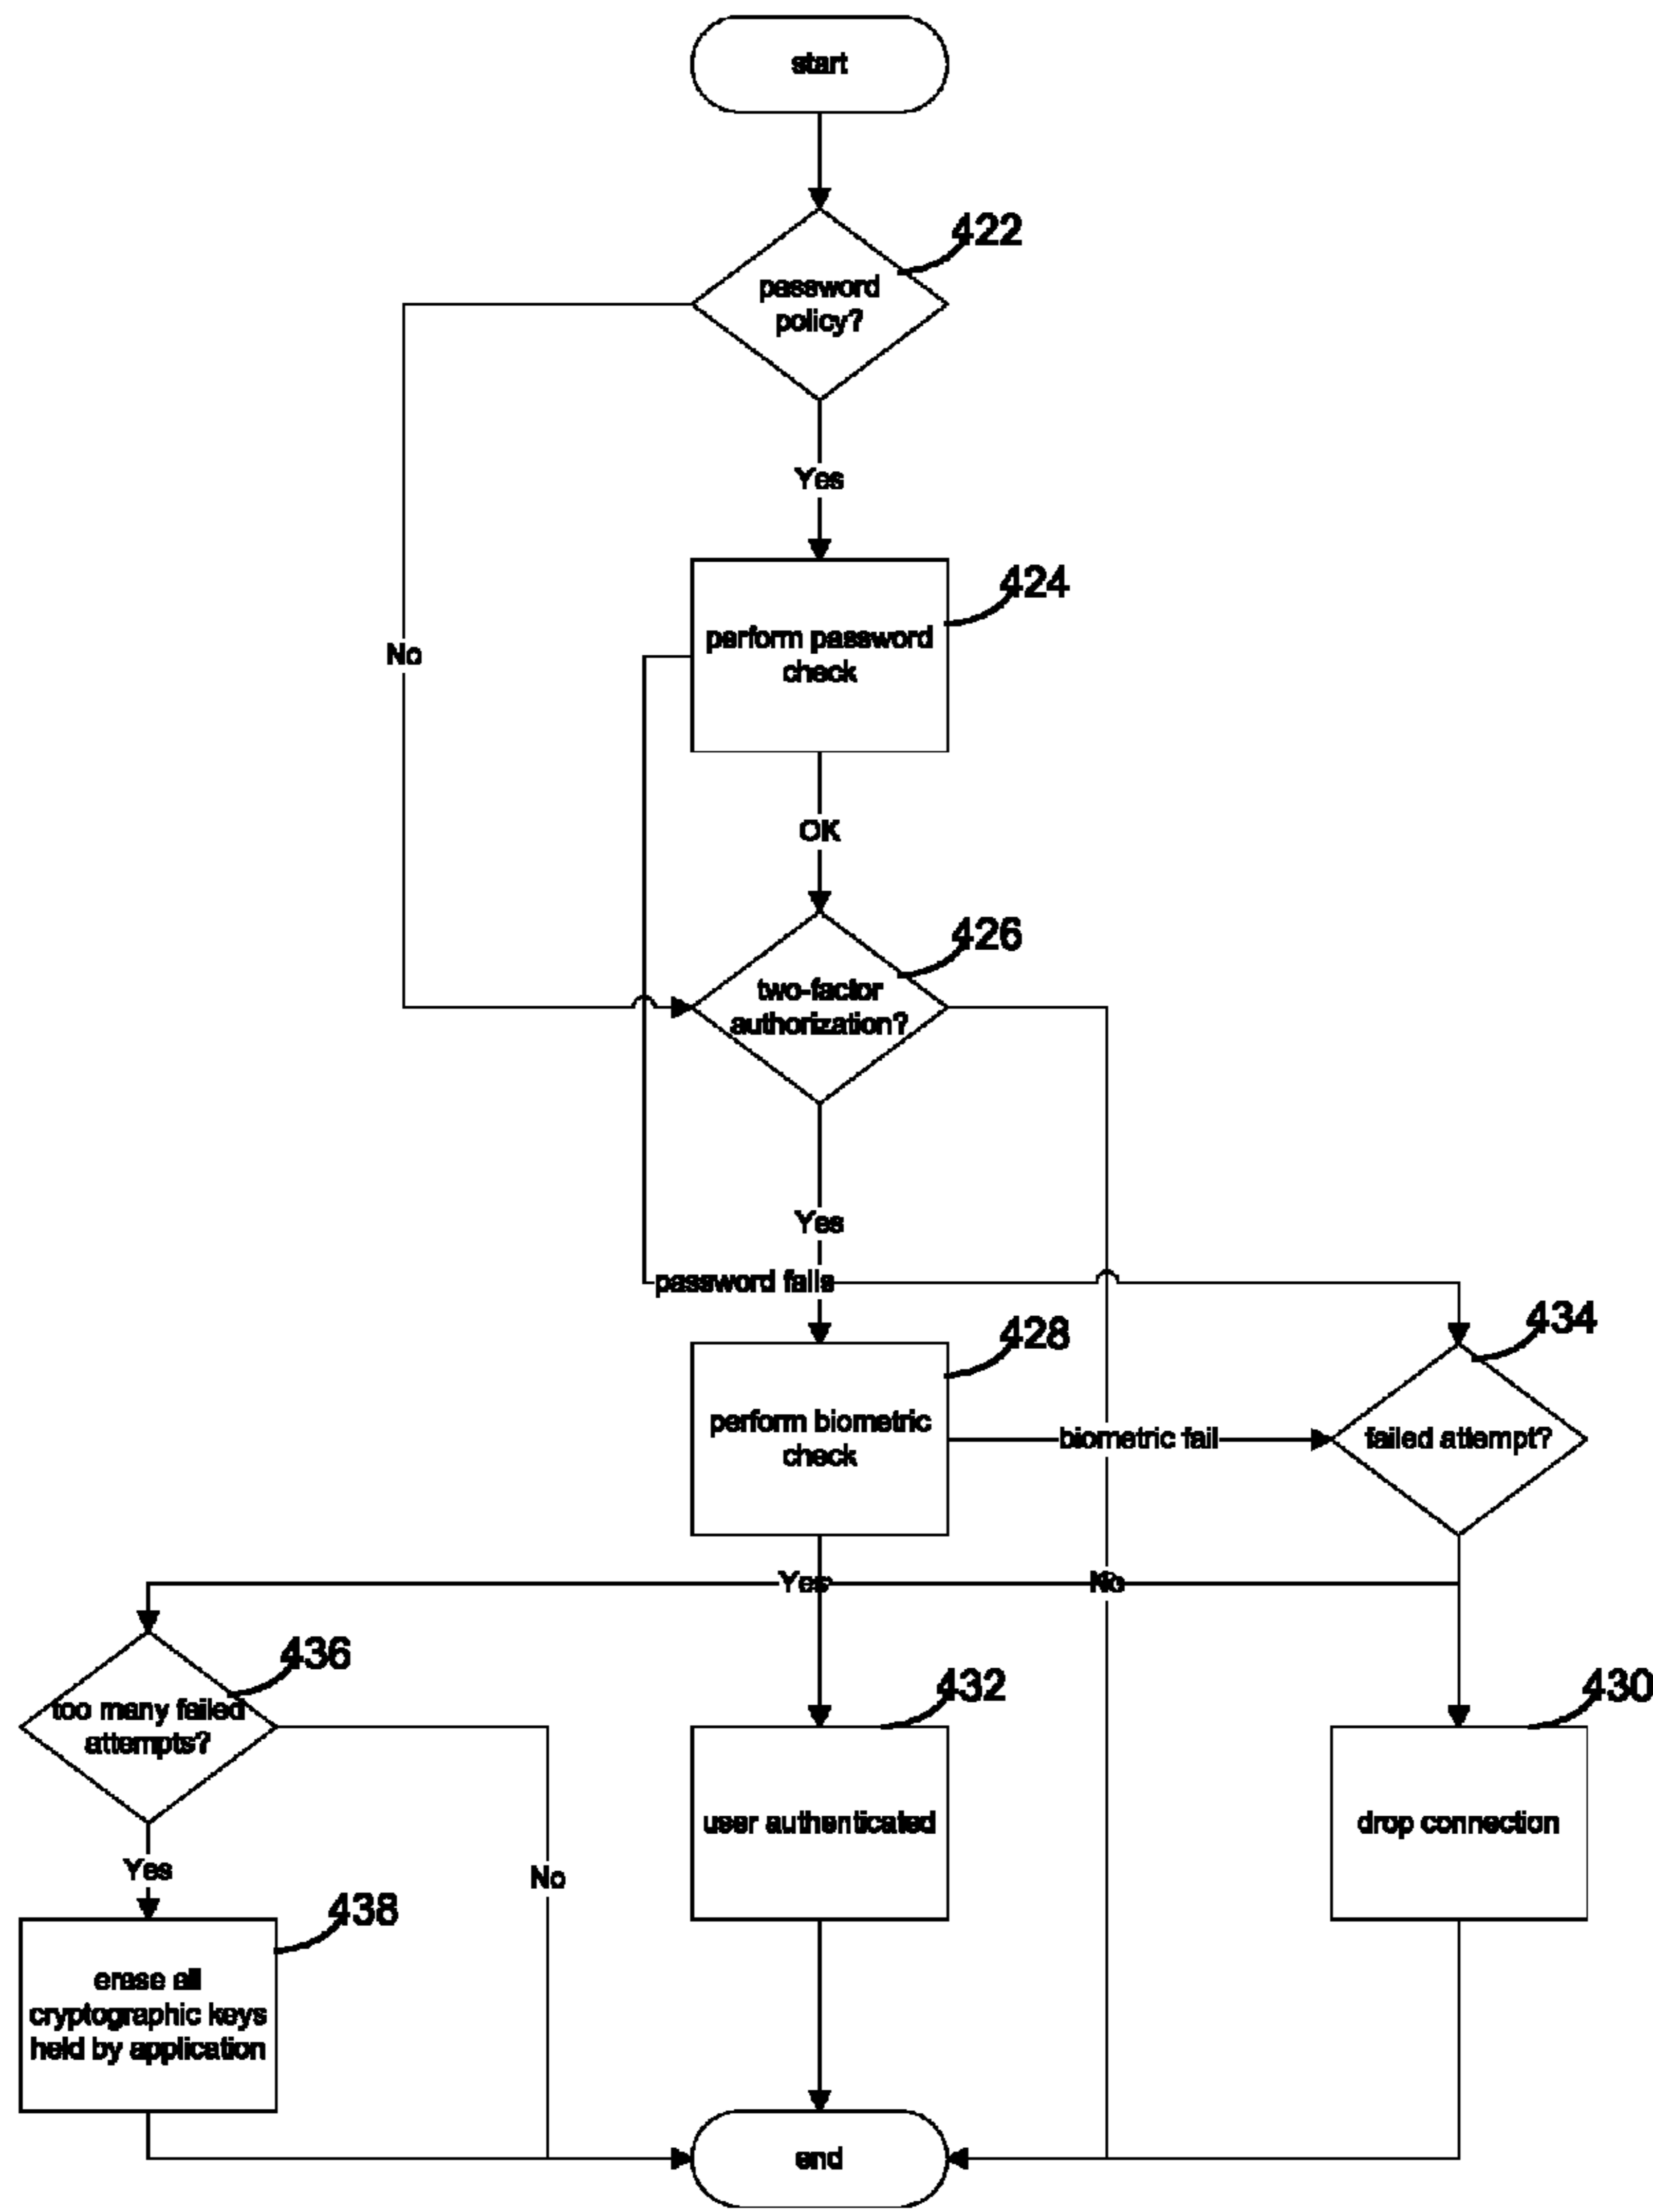 start
422
password
policy?
Yes
424
No
perform password
check
OK
426
two-factor
authorization?
Yes
password fails
428
434
perform biometric
check
biometric fail
failed attempt?
Yes
No
436
432
430
too many failed
attempts?
user authenticated
drop connection
Yes
No
438
erase all
cryptographic keys
held by application
end